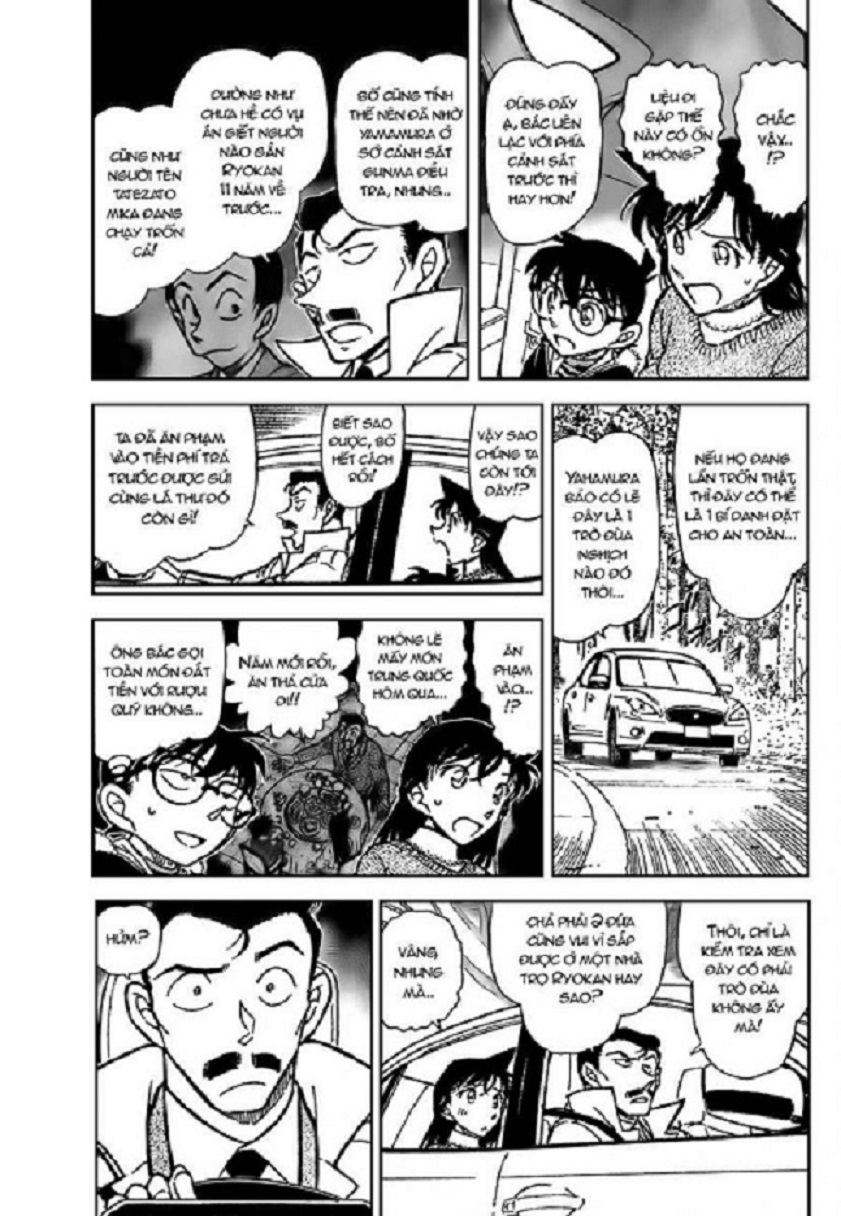 CHẮC
VẬY..
!?
LIỆU ĐI
GẶP THẾ
NÀY CÓ ỔN
KHÔNG?
ĐÚNG ĐẤY
Ạ, BÁC LIÊN
LẠC VỚI PHÍA
CẢNH SÁT
TRƯỚC THÌ
HAY HƠN!
BỐ CŨNG TÍNH
THẾ NÊN ĐÃ NHỜ
YAMAMURA Ở
SỞ CẢNH SÁT
GUNMA ĐIỀU
TRA, NHƯNG...
ĐƯỜNG NHƯ
CHƯA HỀ CÓ VỤ
ÁN GIẾT NGƯỜI
NÀO GẦN
RYOKAN
11 NĂM VỀ
TRƯỚC...
CŨNG NHƯ
NGƯỜI TÊN
TATEZATO
MIKA ĐANG
CHẠY TRỐN
CẢ!
NẾU HỌ ĐANG
LẨN TRỐN THẬT,
THÌ ĐÂY CÓ THỂ
LÀ 1 BÍ DANH ĐẶT
CHO AN TOÀN...
YAHAMURA
BẢO CÓ LẼ
ĐÂY LÀ 1
TRÒ ĐÙA
NGHỊCH
NÀO ĐÓ
THÔI...
VẬY SAO
CHÚNG TA
CÒN TỚI
ĐÂY!?
BIẾT SAO
ĐƯỢC, BỐ
HẾT CÁCH
RỒI!
TA ĐÃ ĂN PHẠM
VÀO TIỀN PHÍ TRẢ
TRƯỚC ĐƯỢC GỬI
CÙNG LÁ THƯ ĐÓ
CÒN GÌ!
ĂN
PHẠM
VÀO..
!?
KHÔNG LẼ
MẤY MÓN
TRUNG QUỐC
HÔM QUA...
NĂM MỚI RỒI,
ĂN THẢ CỬA
ĐI!!
ÔNG BÁC GỌI
TOÀN MÓN ĐẮT
TIỀN VỚI RƯỢU
QUÝ KHÔNG...
THÔI, CHỈ LÀ
KIỂM TRA XEM
ĐÂY CÓ PHẢI
TRÒ ĐÙA
KHÔNG ẤY
MÀ!
CHẢ PHẢI 2 ĐỨA
CŨNG VUI VÌ SẮP
ĐƯỢC Ở MỘT NHÀ
TRỌ RYOKAN HAY
SAO?
VÂNG,
NHƯNG
MÀ..
HỬM?